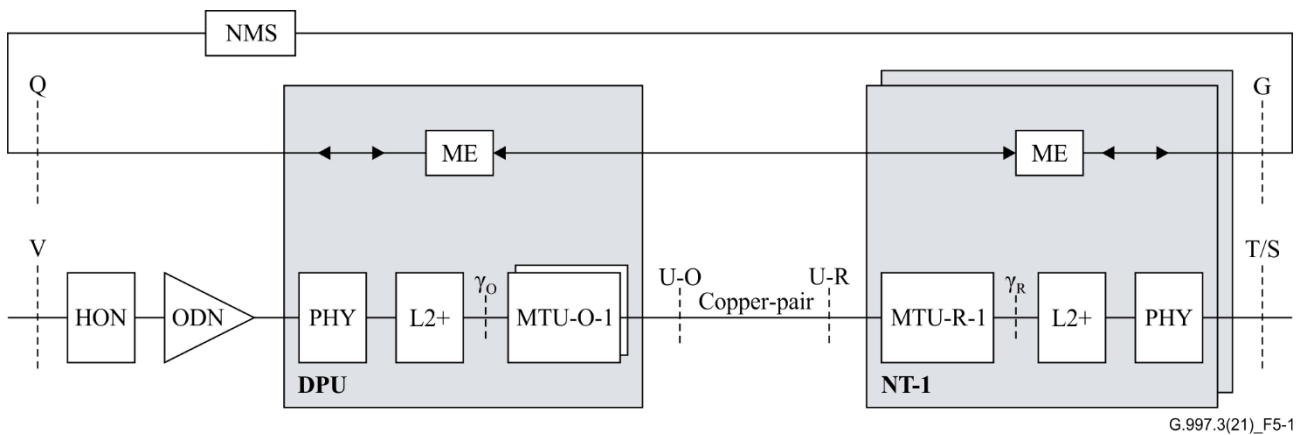 NMS
Q
G
ME
ME
V
T/S
U-O
U-R
γO
γR
Copper-pair
HON
ODN
PHY
L2+
MTU-O-1
MTU-R-1
L2+
PHY
DPU
NT-1
G.997.3(21)_F5-1